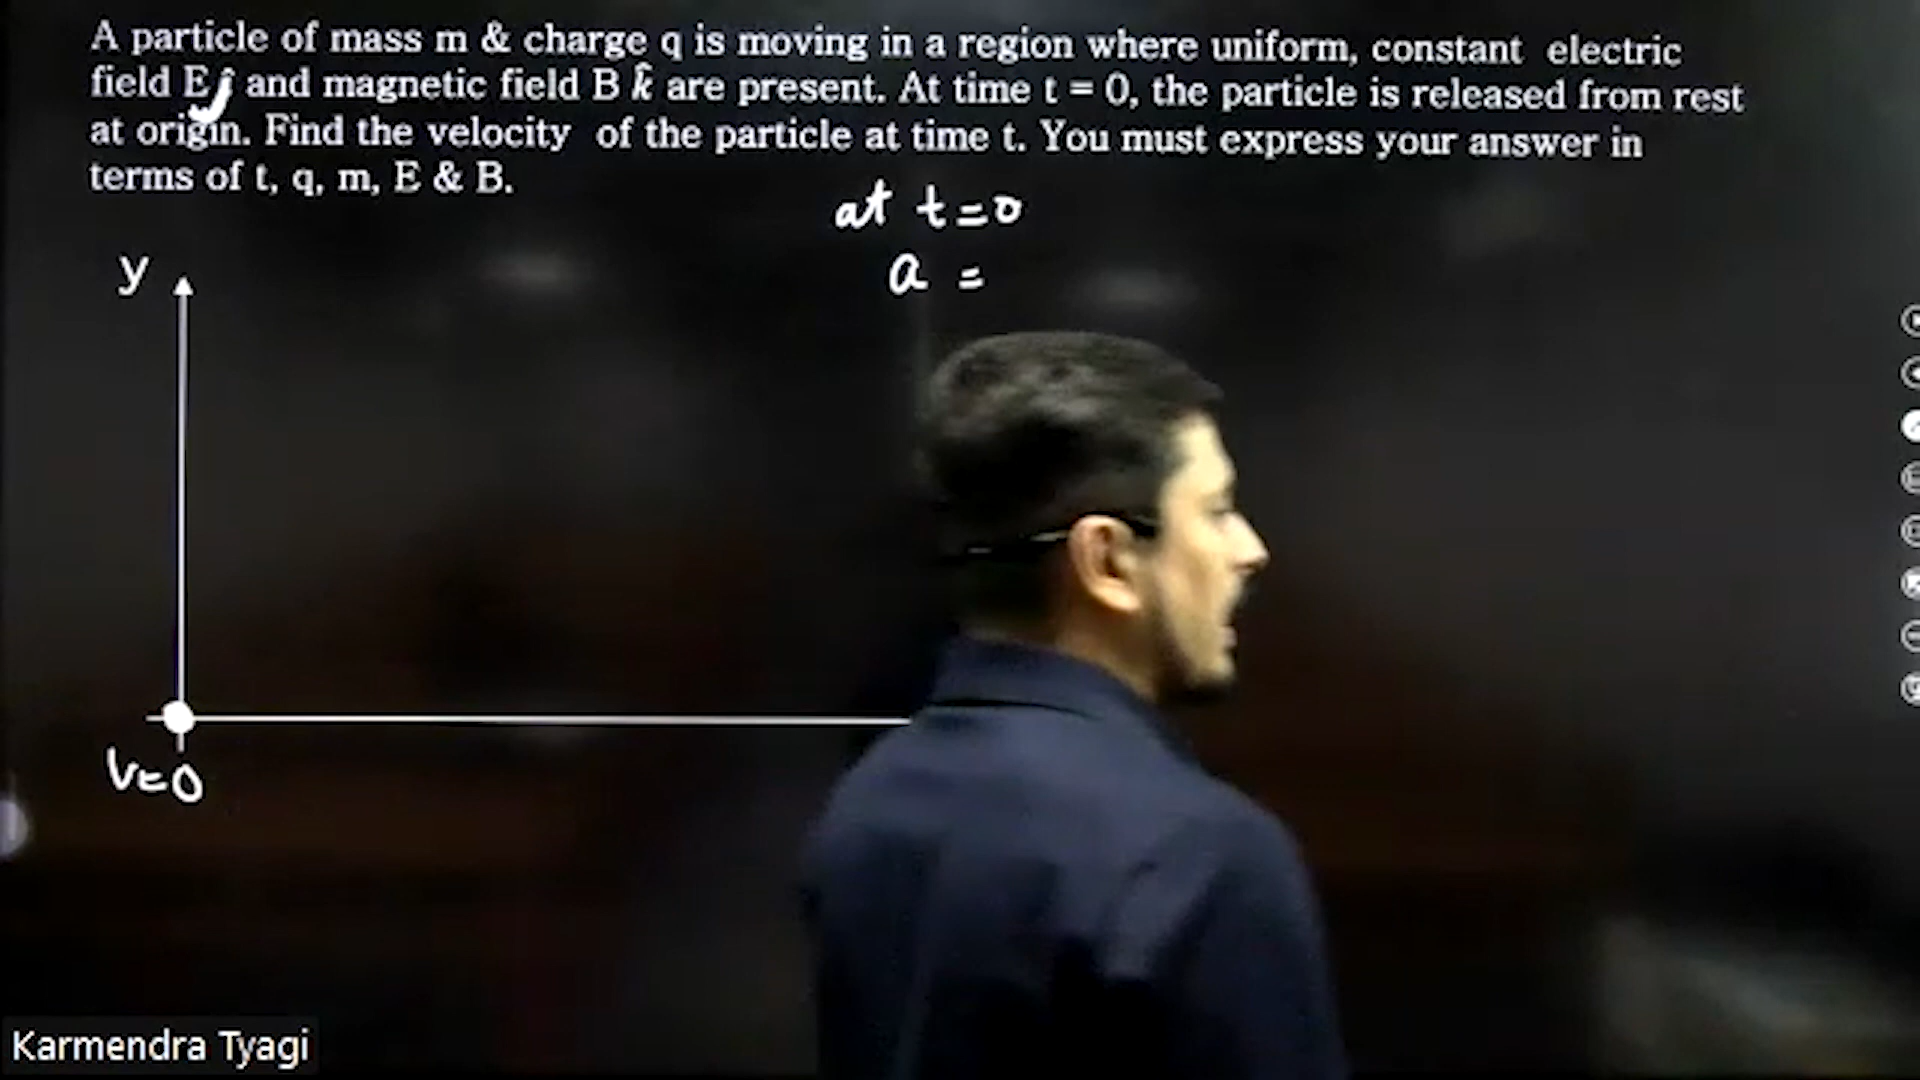 A particle of mass m & charge q is moving in a region where uniform, constant electric
field E ĵ and magnetic field B k̂ are present. At time t = 0, the particle is released from rest
at origin. Find the velocity of the particle at time t. You must express your answer in
terms of t, q, m, E & B.
at t=0
a =
y
V=0
Karmendra Tyagi